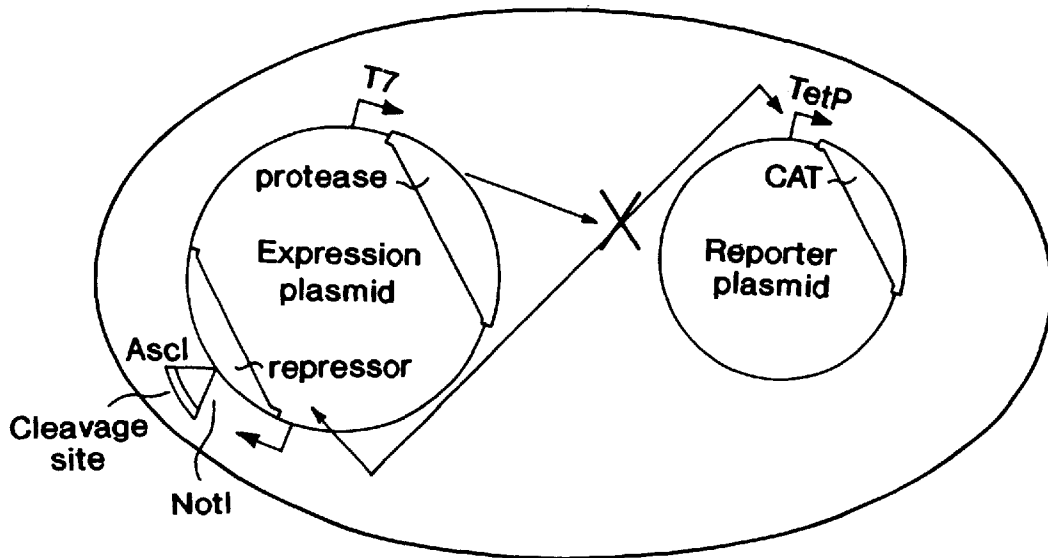 T7
protease
Expression
plasmid
repressor
AscI
Cleavage
site
NotI
TetP
CAT
Reporter
plasmid